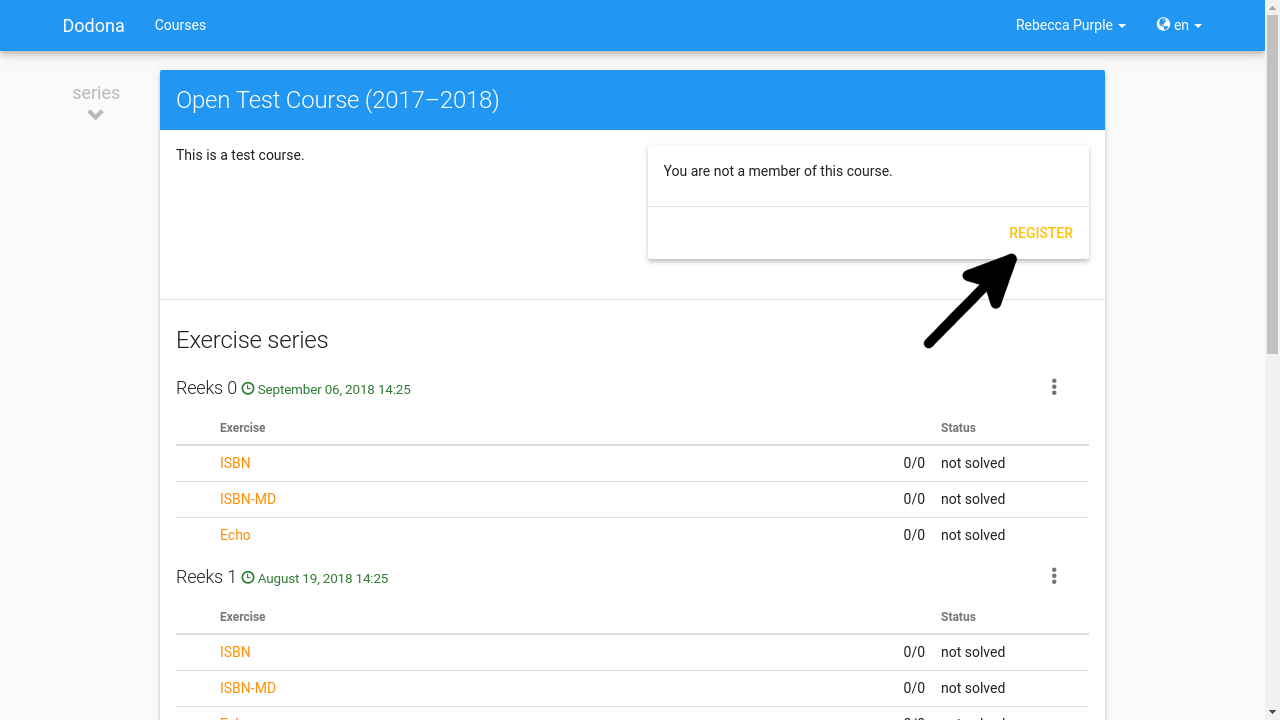 Dodona Courses Rebecca Purple en
series
Open Test Course (2017–2018)
This is a test course.
You are not a member of this course.
REGISTER
Exercise series
Reeks 0 September 06, 2018 14:25
Exercise Status
ISBN 0/0 not solved
ISBN-MD 0/0 not solved
Echo 0/0 not solved
Reeks 1 August 19, 2018 14:25
Exercise Status
ISBN 0/0 not solved
ISBN-MD 0/0 not solved